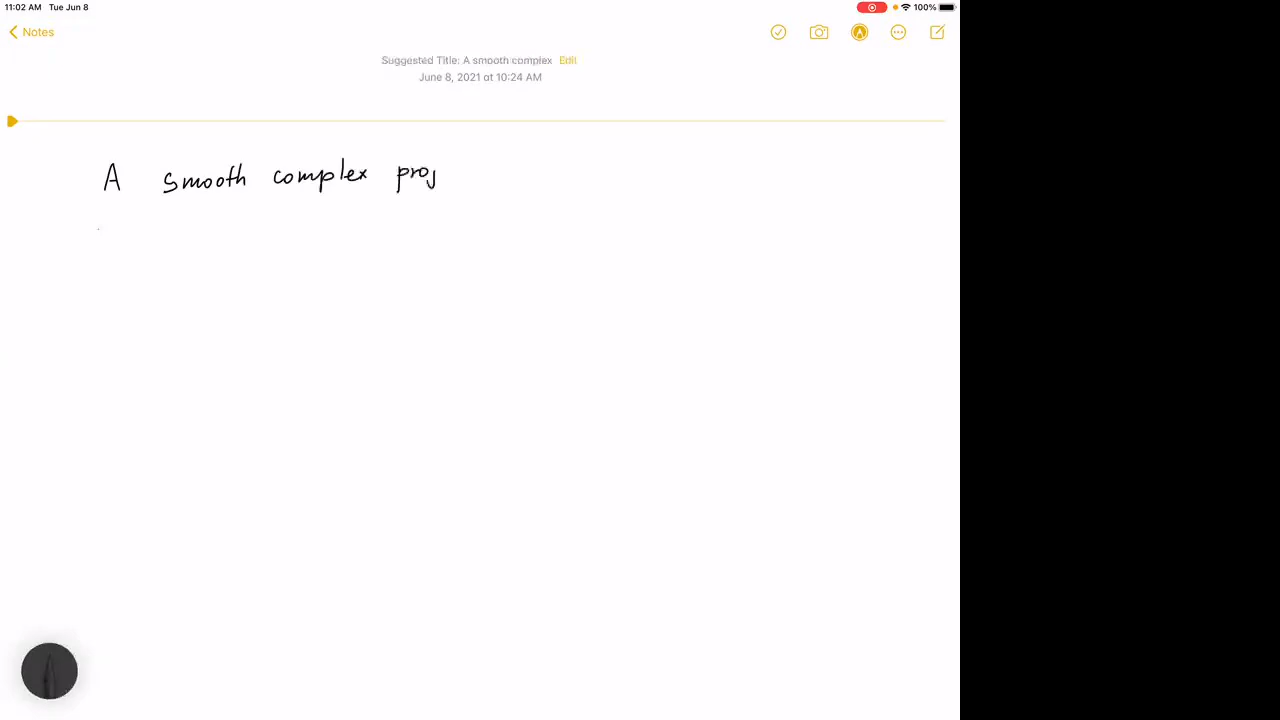 11:02 AM Tue Jun 8
100%
Notes
Suggested Title: A smooth complex Edit
June 8, 2021 at 10:24 AM
A smooth complex proj